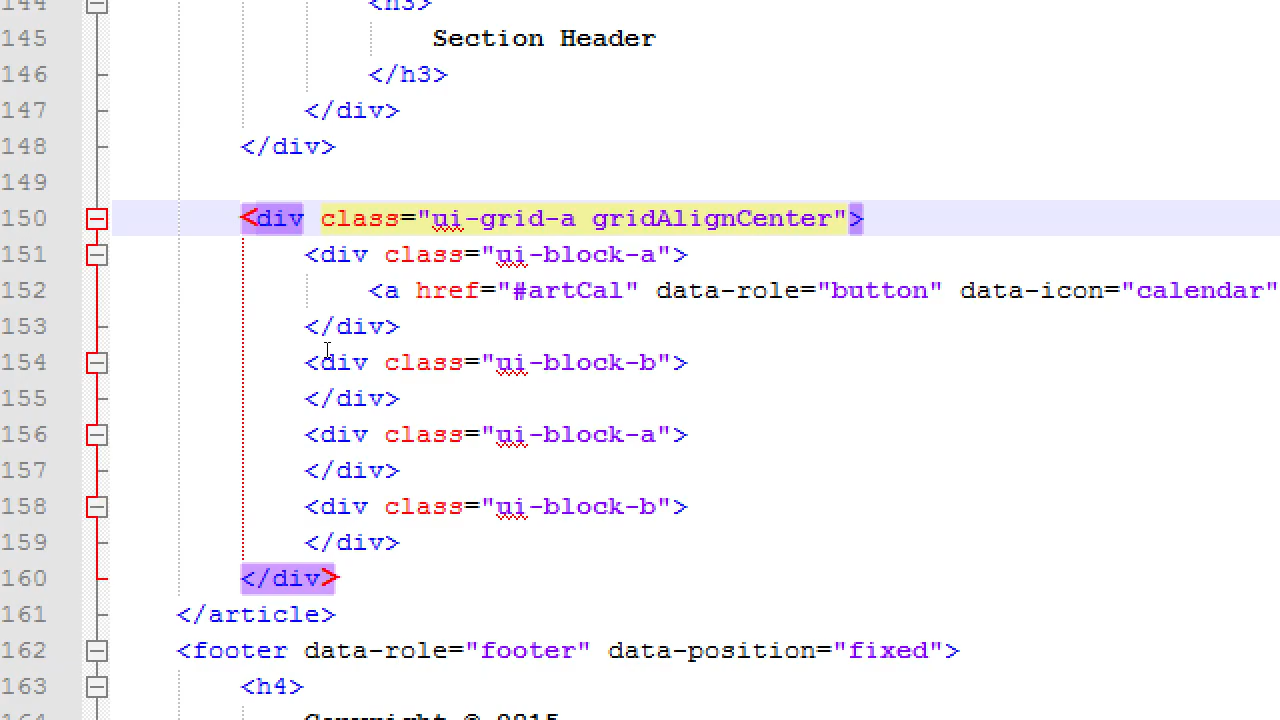 144 <h3>
145 Section Header
146 </h3>
147 </div>
148 </div>
149
150 <div class="ui-grid-a gridAlignCenter">
151 <div class="ui-block-a">
152 <a href="#artCal" data-role="button" data-icon="calendar"
153 </div>
154 <div class="ui-block-b">
155 </div>
156 <div class="ui-block-a">
157 </div>
158 <div class="ui-block-b">
159 </div>
160 </div>
161 </article>
162 <footer data-role="footer" data-position="fixed">
163 <h4>
164 Copyright © 2015